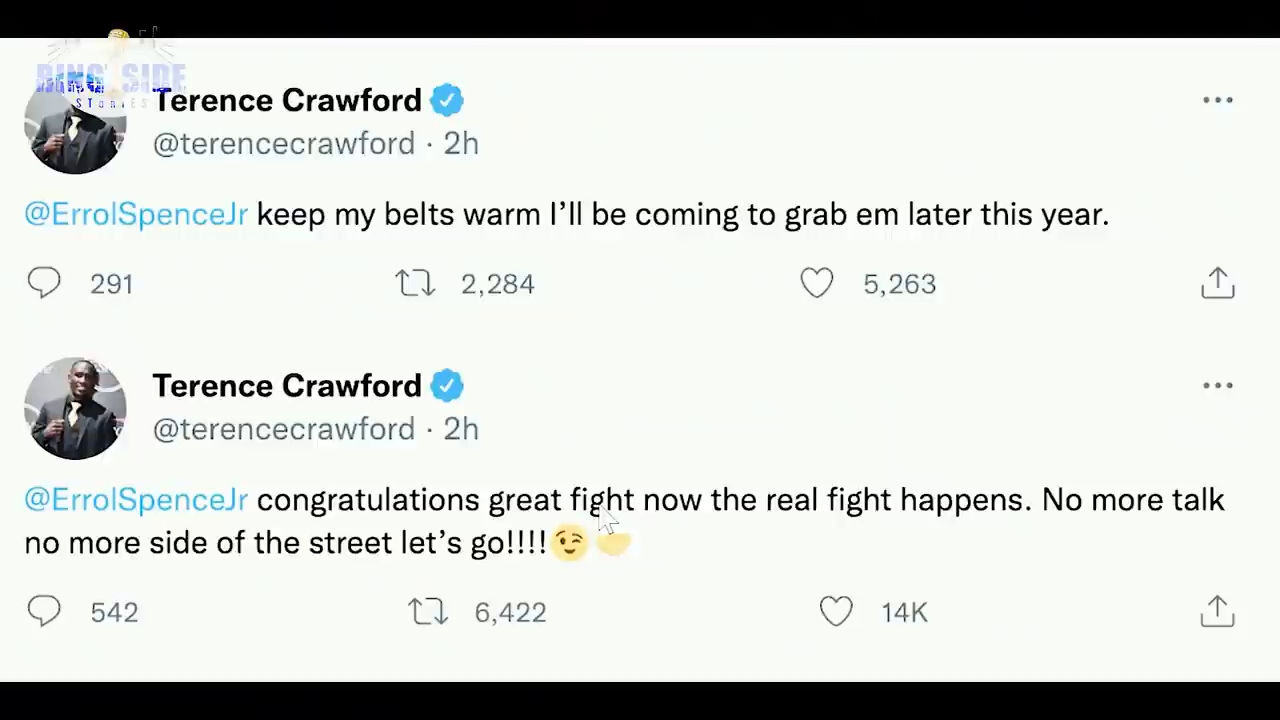 RING SIDE
STORIES
Terence Crawford
@terencecrawford · 2h
@ErrolSpenceJr keep my belts warm I’ll be coming to grab em later this year.
291 2,284 5,263
Terence Crawford
@terencecrawford · 2h
@ErrolSpenceJr congratulations great fight now the real fight happens. No more talk
no more side of the street let’s go!!!!😉
542 6,422 14K